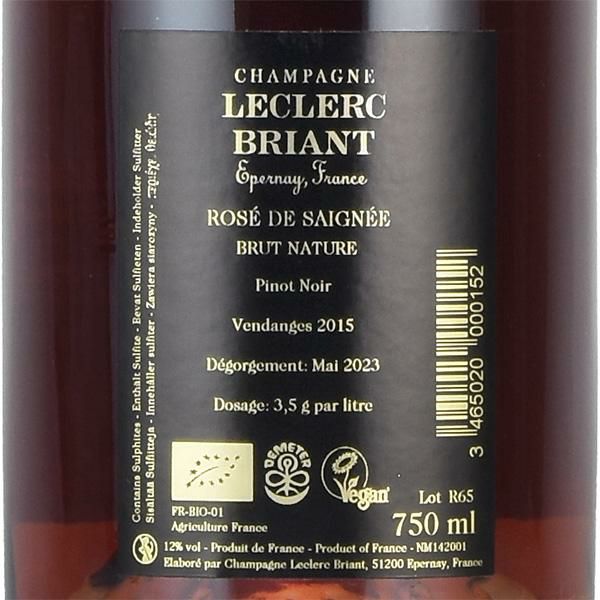 CHAMPAGNE
LECLERC
BRIANT
Epernay, France
ROSÉ DE SAIGNÉE
BRUT NATURE
Pinot Noir
Vendanges 2015
Dégorgement: Mai 2023
Dosage: 3,5 g par litre
DEMETER
Vegan
Lot R65
FR-BIO-01
Agriculture France
750 ml
12% vol - Produit de France - Product of France - NM142001
Elaboré par Champagne Leclerc Briant, 51200 Epernay, France
Contains Sulphites - Enthält Sulfite - Bevat Sulfieten - Indeholder Sulfitter
Sisältää Sulfiitteja - Innehåller sulfiter - Zawiera siarczyny -
3 465020 000152